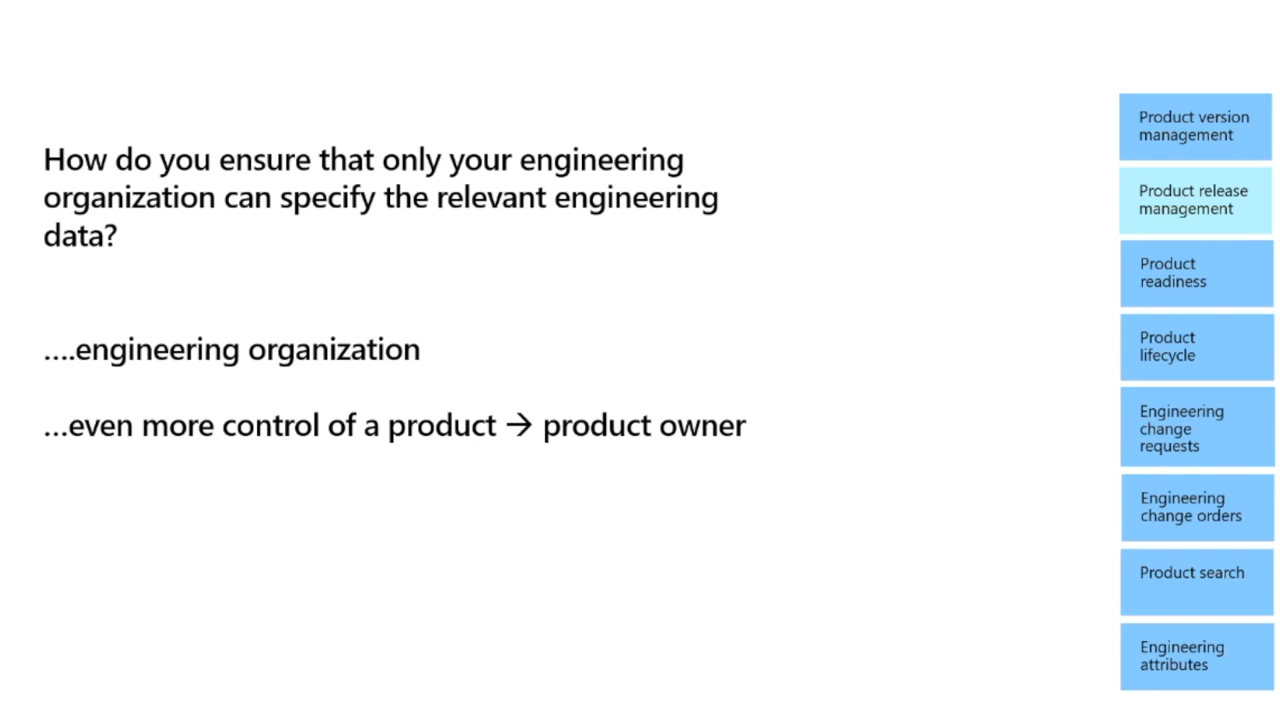 How do you ensure that only your engineering
organization can specify the relevant engineering
data?
....engineering organization
...even more control of a product → product owner
Product version
management
Product release
management
Product
readiness
Product
lifecycle
Engineering
change
requests
Engineering
change orders
Product search
Engineering
attributes